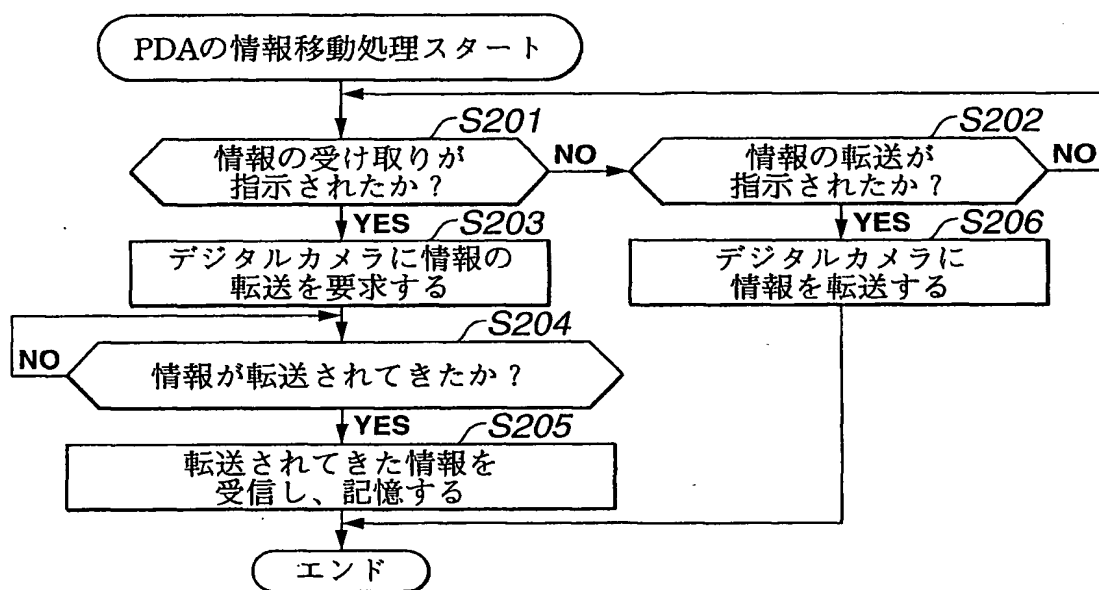 PDAの情報移動処理スタート
S201
情報の受け取りが
指示されたか？
NO
S202
情報の転送が
指示されたか？
NO
YES
S203
デジタルカメラに情報の
転送を要求する
YES
S206
デジタルカメラに
情報を転送する
S204
NO
情報が転送されてきたか？
YES
S205
転送されてきた情報を
受信し、記憶する
エンド